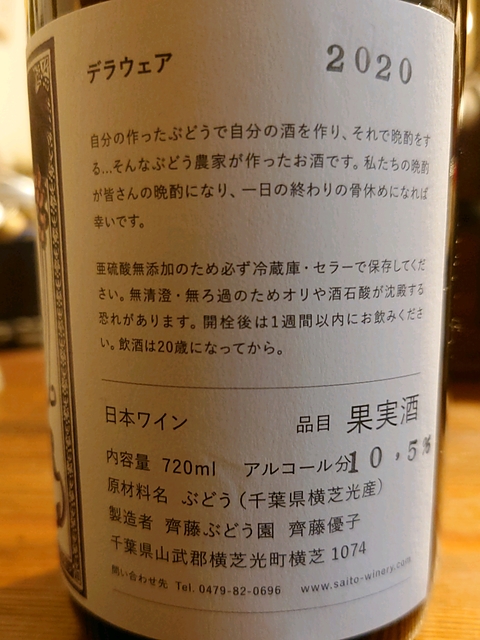 デラウェア 2020
自分の作ったぶどうで自分の酒を作り、それで晩酌をす
る…そんなぶどう農家が作ったお酒です。私たちの晩酌
が皆さんの晩酌になり、一日の終わりの骨休めになれば
幸いです。
亜硫酸無添加のため必ず冷蔵庫・セラーで保存してくだ
さい。無清澄・無ろ過のためオリや酒石酸が沈殿する
恐れがあります。開栓後は1週間以内にお飲みくださ
い。飲酒は20歳になってから。
日本ワイン 品目 果実酒
内容量 720ml アルコール分10.5%
原材料名 ぶどう(千葉県横芝光産)
製造者 齊藤ぶどう園 齊藤優子
千葉県山武郡横芝光町横芝1074
問い合わせ先 Tel. 0479-82-0696 www.saito-winery.com